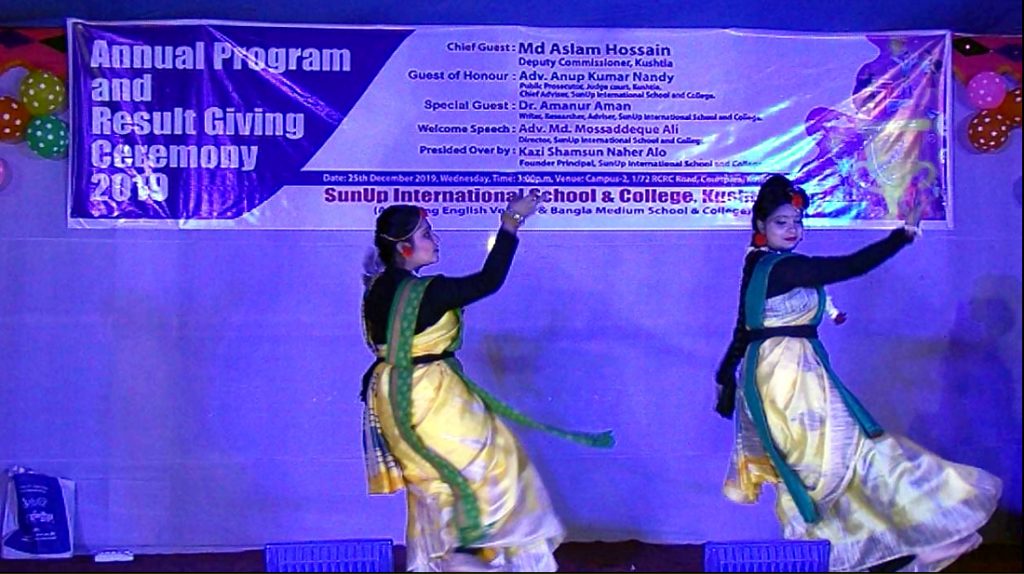 Annual Program
and
Result Giving
Ceremony
2019
Chief Guest : Md Aslam Hossain
Deputy Commissioner, Kushtia
Guest of Honour : Adv. Anup Kumar Nandy
Public Prosecutor, Judge court, Kushtia.
Chief Adviser, SunUp International School and College.
Special Guest : Dr. Amanur Aman
Writer, Researcher, Adviser, SunUp International School and College.
Welcome Speech : Adv. Md. Mossaddeque Ali
Director, SunUp International School and College.
Presided Over by : Kazi Shamsun Naher Alo
Founder Principal, SunUp International School and College.
Date: 25th December 2019, Wednesday, Time: 3:00p.m, Venue: Campus-2, 1/72 RCRC Road,
SunUp International School & College,
English & Bangla Medium School & College)